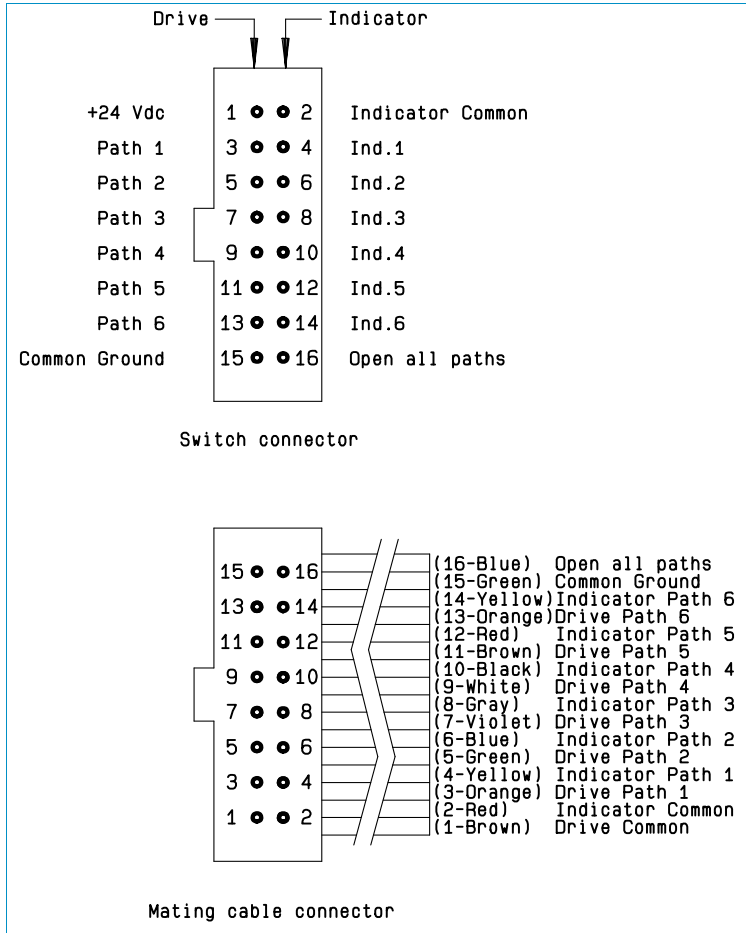 Drive Indicator
+24 Vdc 1 2 Indicator Common
Path 1 3 4 Ind.1
Path 2 5 6 Ind.2
Path 3 7 8 Ind.3
Path 4 9 10 Ind.4
Path 5 11 12 Ind.5
Path 6 13 14 Ind.6
Common Ground 15 16 Open all paths
Switch connector
15 16
13 14
11 12
9 10
7 8
5 6
3 4
1 2
(16-Blue) Open all paths
(15-Green) Common Ground
(14-Yellow) Indicator Path 6
(13-Orange) Drive Path 6
(12-Red) Indicator Path 5
(11-Brown) Drive Path 5
(10-Black) Indicator Path 4
(9-White) Drive Path 4
(8-Gray) Indicator Path 3
(7-Violet) Drive Path 3
(6-Blue) Indicator Path 2
(5-Green) Drive Path 2
(4-Yellow) Indicator Path 1
(3-Orange) Drive Path 1
(2-Red) Indicator Common
(1-Brown) Drive Common
Mating cable connector